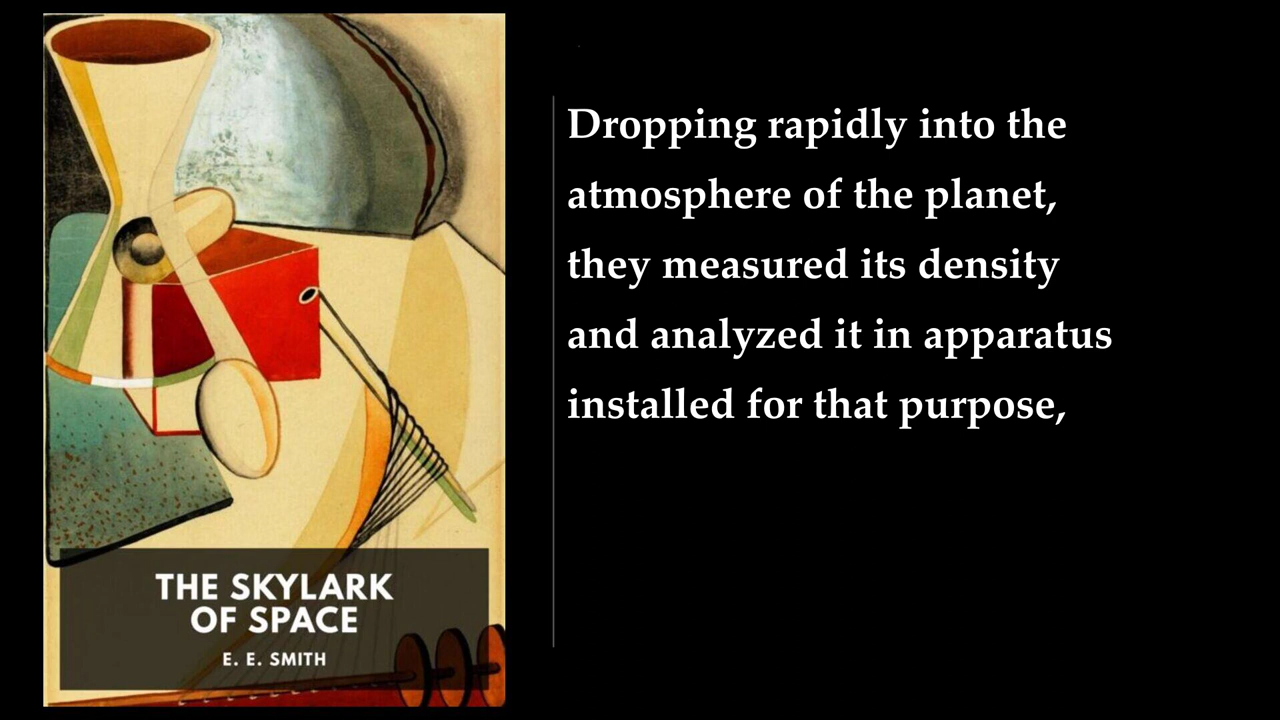 Dropping rapidly into the
atmosphere of the planet,
they measured its density
and analyzed it in apparatus
installed for that purpose,
THE SKYLARK
OF SPACE
E. E. SMITH